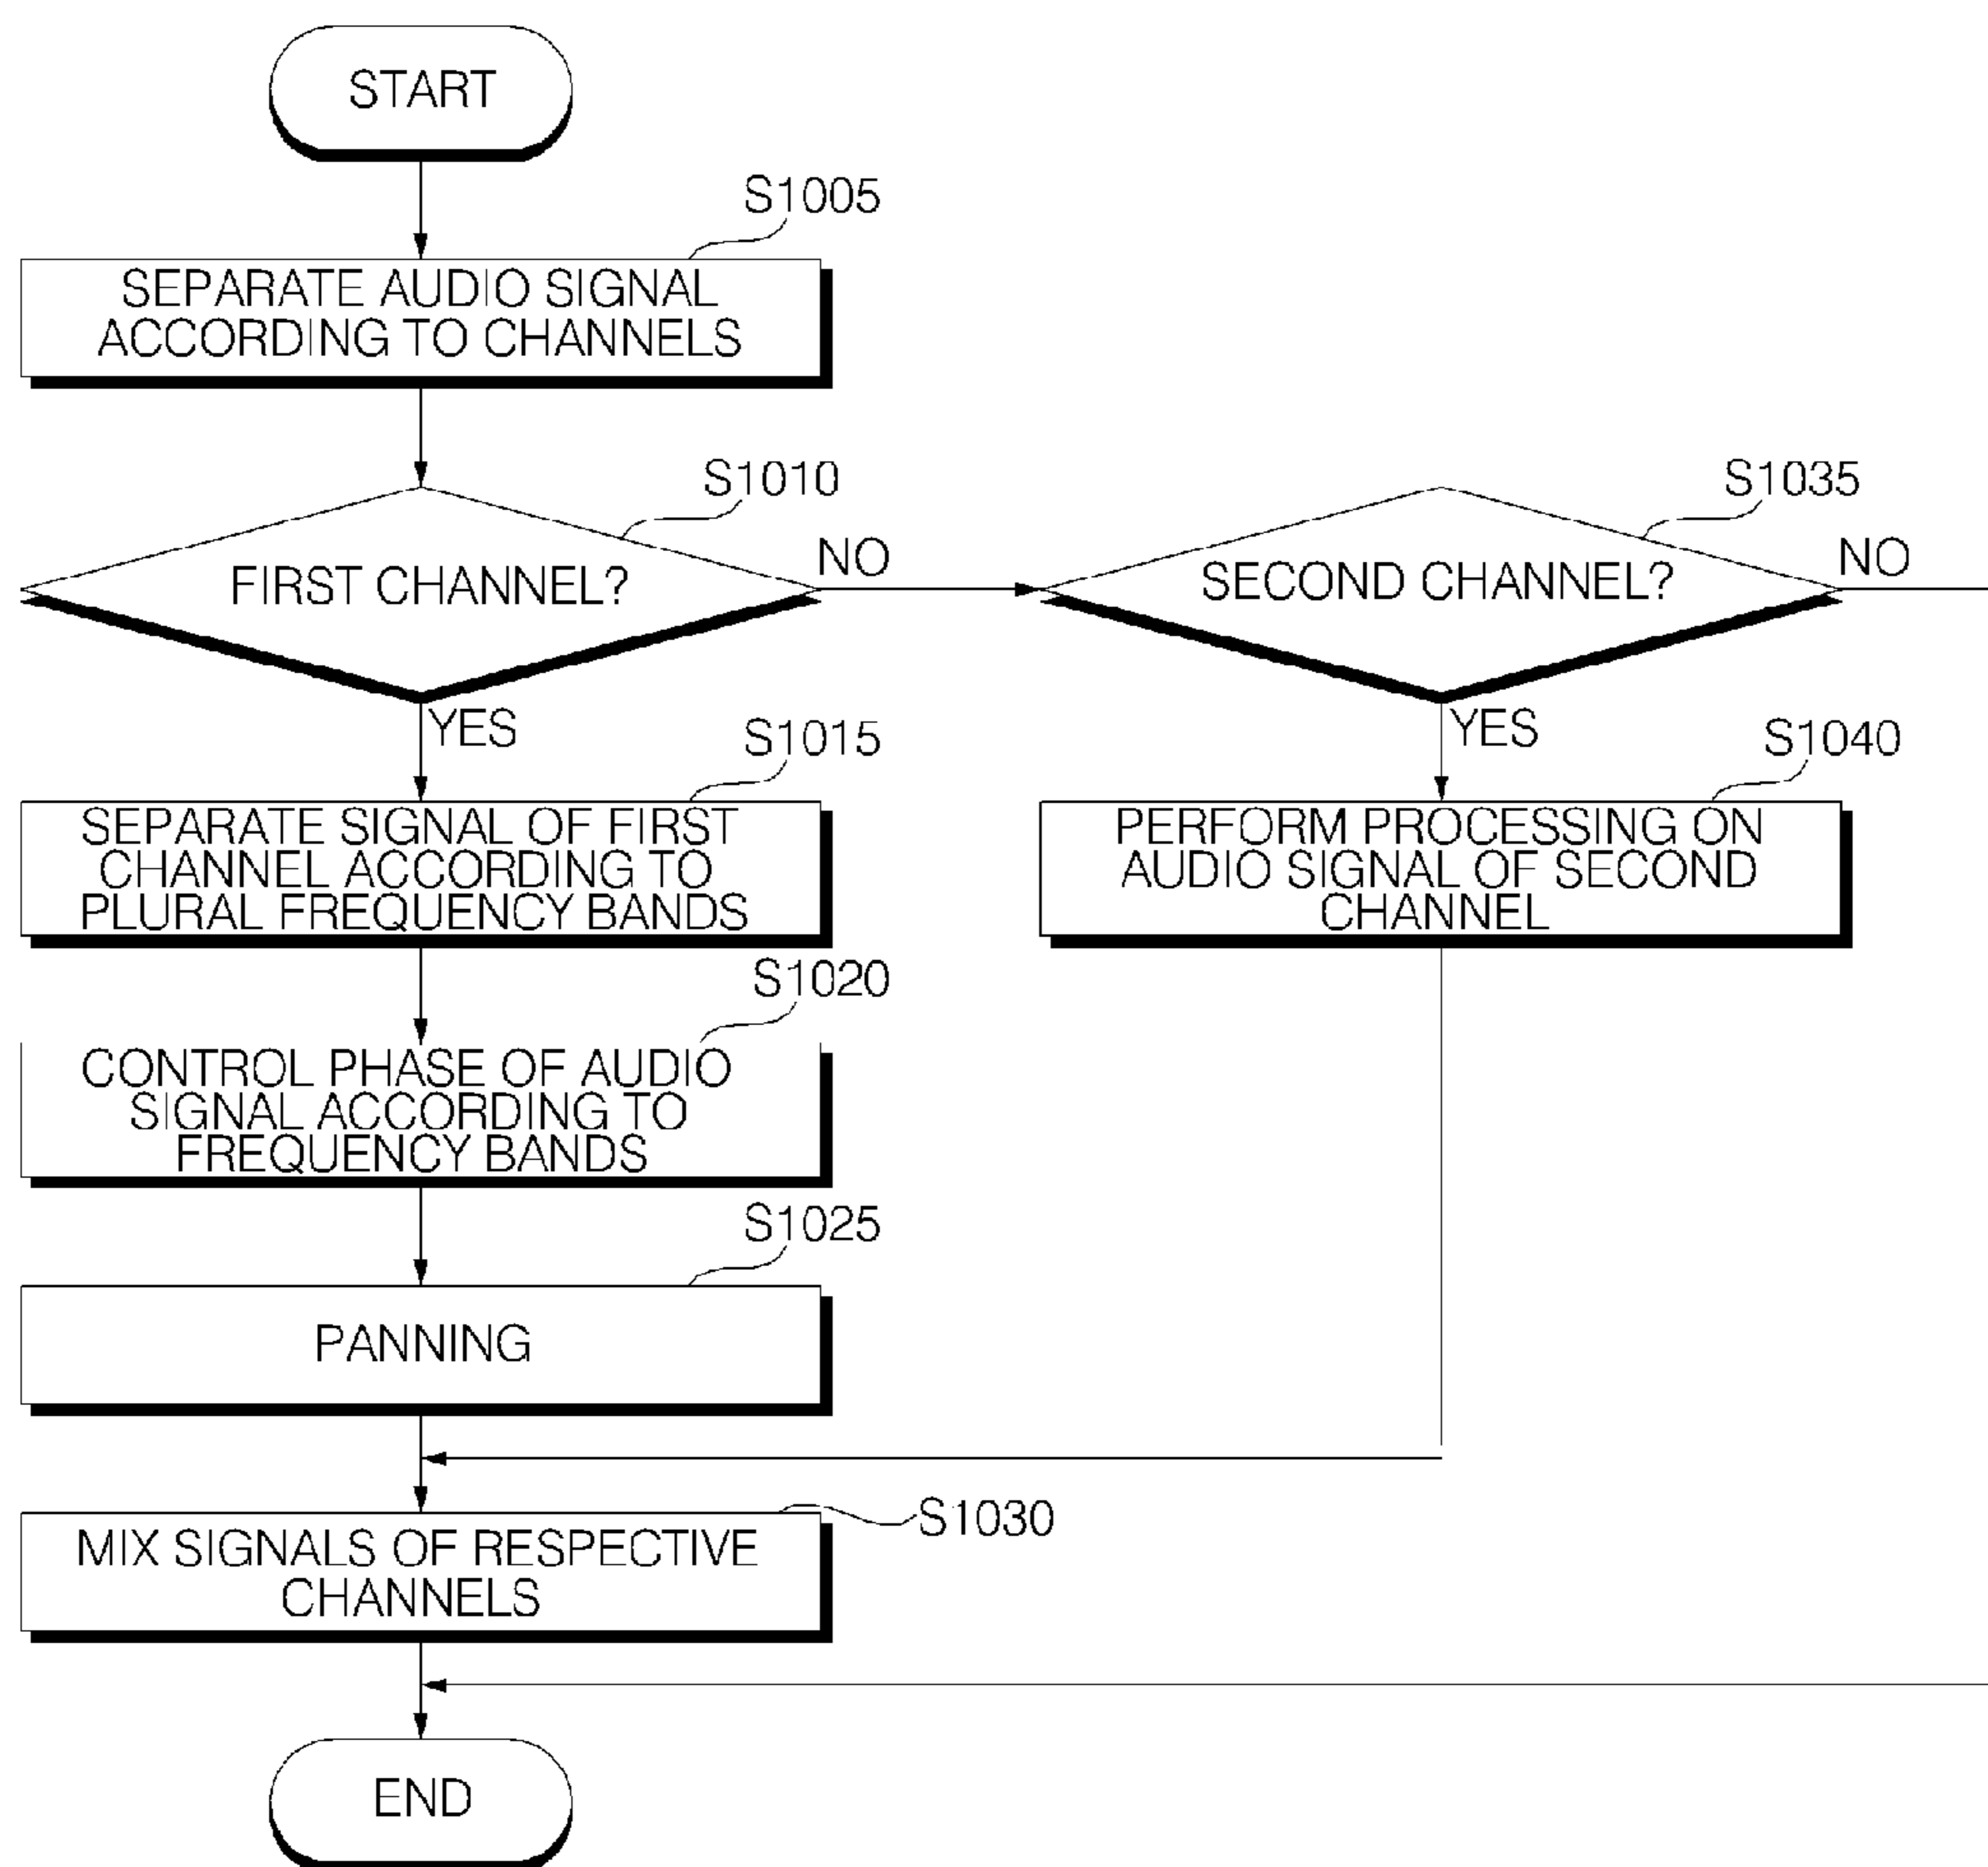 START
S1005
SEPARATE AUDIO SIGNAL
ACCORDING TO CHANNELS
S1010
FIRST CHANNEL?
NO
S1035
SECOND CHANNEL?
NO
YES
S1015
SEPARATE SIGNAL OF FIRST
CHANNEL ACCORDING TO
PLURAL FREQUENCY BANDS
YES
S1040
PERFORM PROCESSING ON
AUDIO SIGNAL OF SECOND
CHANNEL
S1020
CONTROL PHASE OF AUDIO
SIGNAL ACCORDING TO
FREQUENCY BANDS
S1025
PANNING
S1030
MIX SIGNALS OF RESPECTIVE
CHANNELS
END